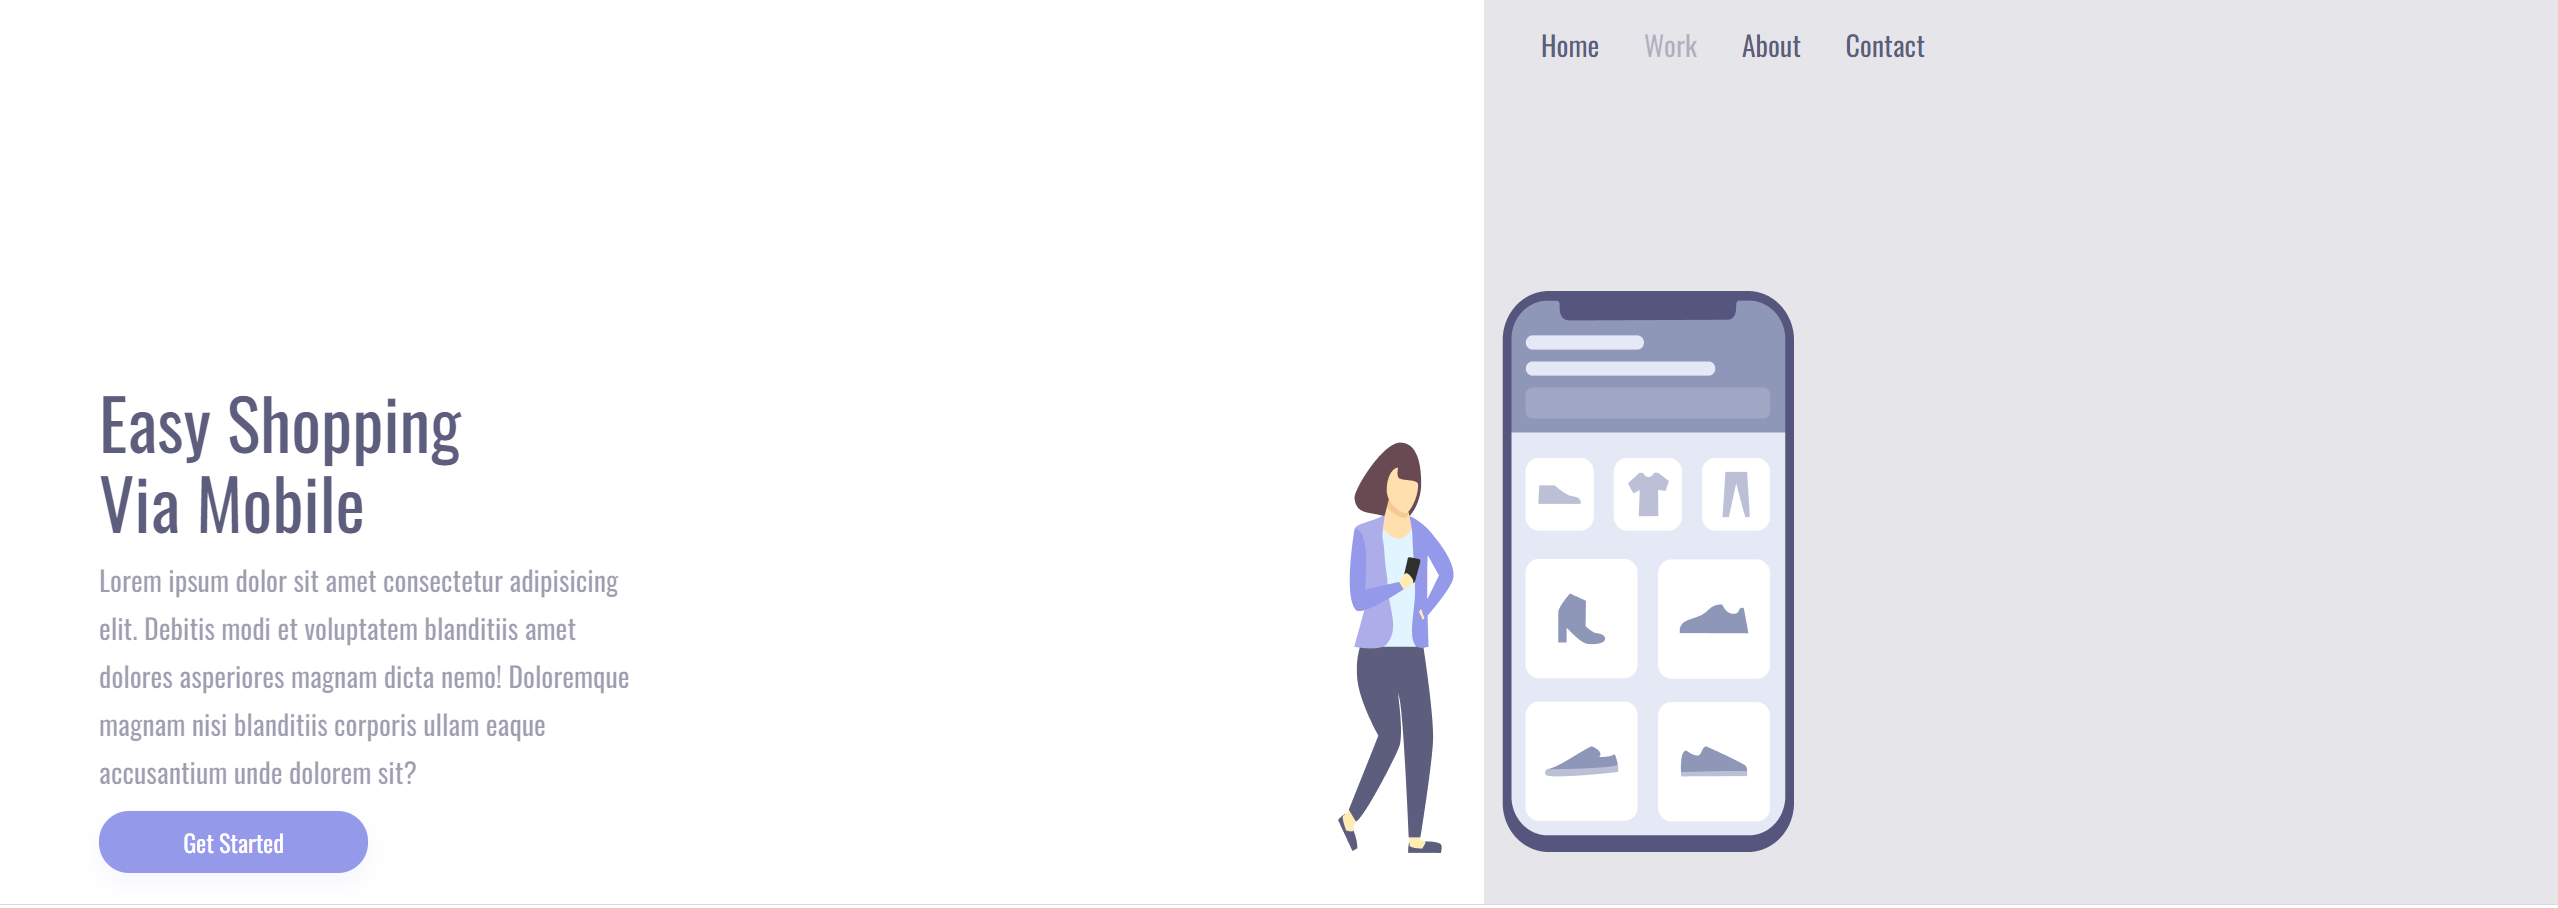 Home Work About Contact
Easy Shopping
Via Mobile
Lorem ipsum dolor sit amet consectetur adipisicing
elit. Debitis modi et voluptatem blanditiis amet
dolores asperiores magnam dicta nemo! Doloremque
magnam nisi blanditiis corporis ullam eaque
accusantium unde dolorem sit?
Get Started